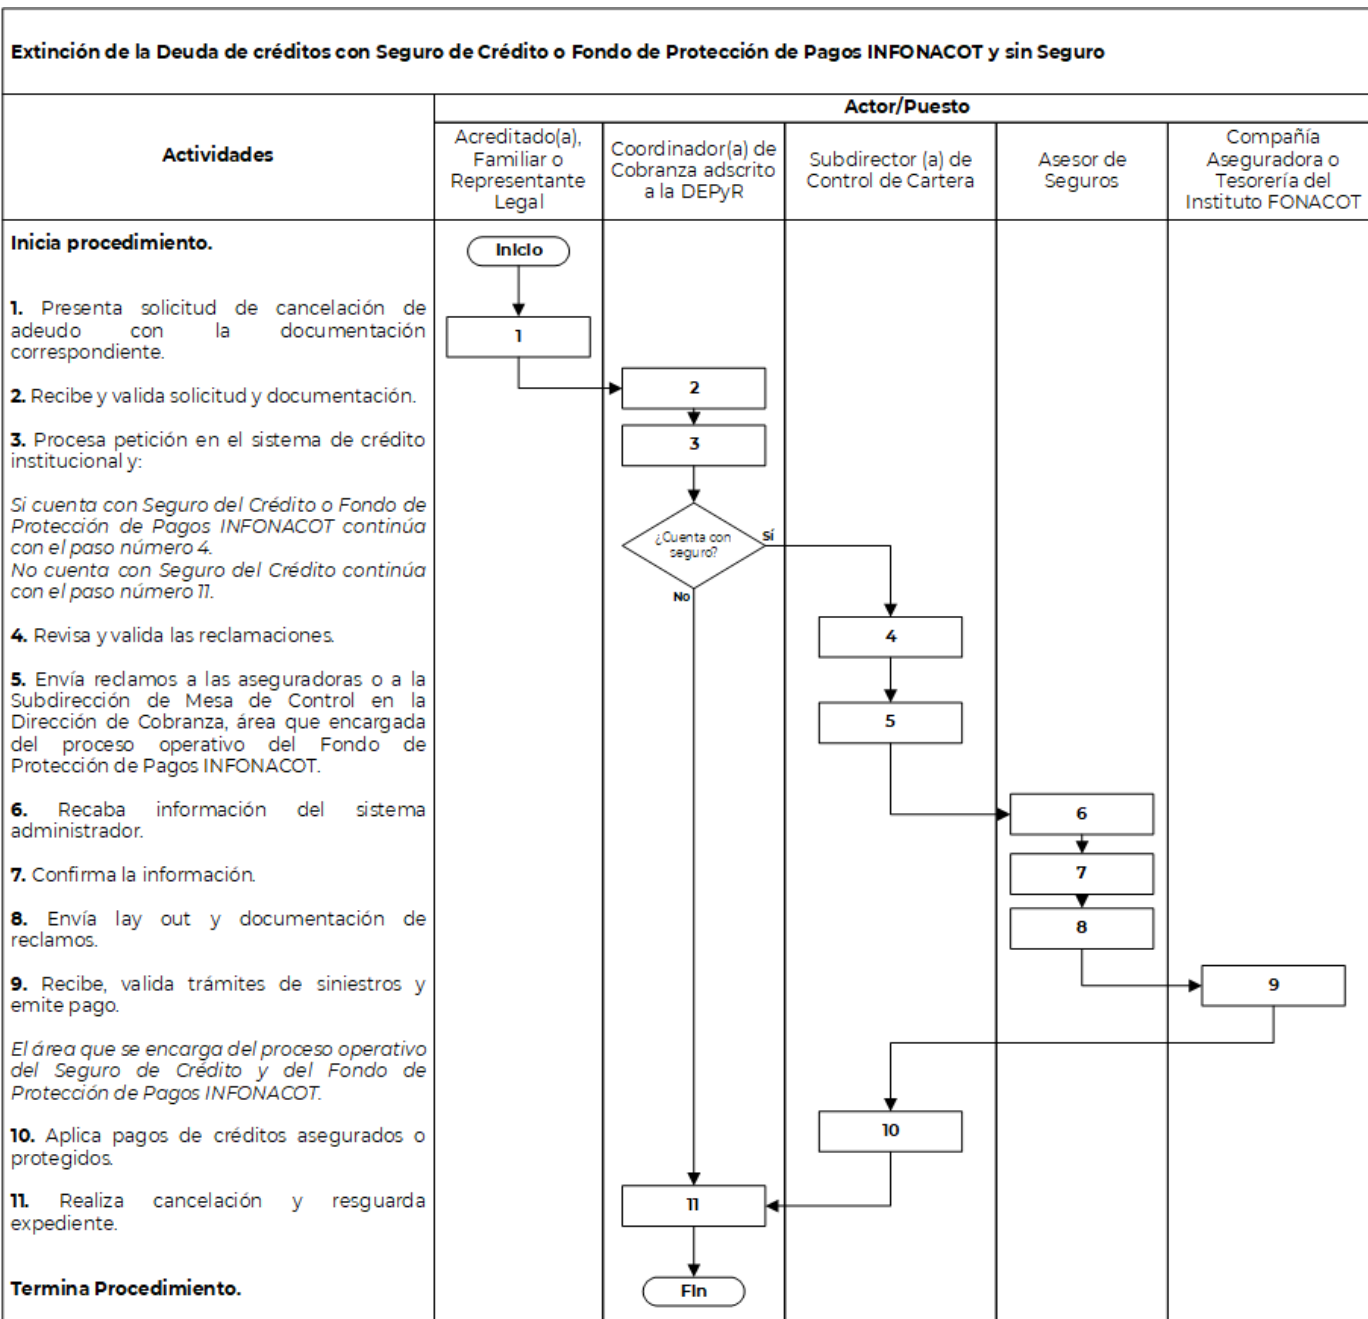 Extinción de la Deuda de créditos con Seguro de Crédito o Fondo de Protección de Pagos INFONACOT y sin Seguro
Actividades
Actor/Puesto
Acreditado(a),
Familiar o
Representante
Legal
Coordinador(a) de
Cobranza adscrito
a la DEPyR
Subdirector (a) de
Control de Cartera
Asesor de
Seguros
Compañía
Aseguradora o
Tesorería del
Instituto FONACOT
Inicia procedimiento.
1. Presenta solicitud de cancelación de
adeudo con la documentación
correspondiente.
2. Recibe y valida solicitud y documentación.
3. Procesa petición en el sistema de crédito
institucional y:
Si cuenta con Seguro del Crédito o Fondo de
Protección de Pagos INFONACOT continúa
con el paso número 4.
No cuenta con Seguro del Crédito continúa
con el paso número 11.
4. Revisa y valida las reclamaciones.
5. Envía reclamos a las aseguradoras o a la
Subdirección de Mesa de Control en la
Dirección de Cobranza, área que encargada
del proceso operativo del Fondo de
Protección de Pagos INFONACOT.
6. Recaba información del sistema
administrador.
7. Confirma la información.
8. Envía lay out y documentación de
reclamos.
9. Recibe, valida trámites de siniestros y
emite pago.
El área que se encarga del proceso operativo
del Seguro de Crédito y del Fondo de
Protección de Pagos INFONACOT.
10. Aplica pagos de créditos asegurados o
protegidos.
11. Realiza cancelación y resguarda
expediente.
Termina Procedimiento.
Inicio
1
2
3
¿Cuenta con
seguro?
Sí
No
4
5
6
7
8
9
10
11
Fin